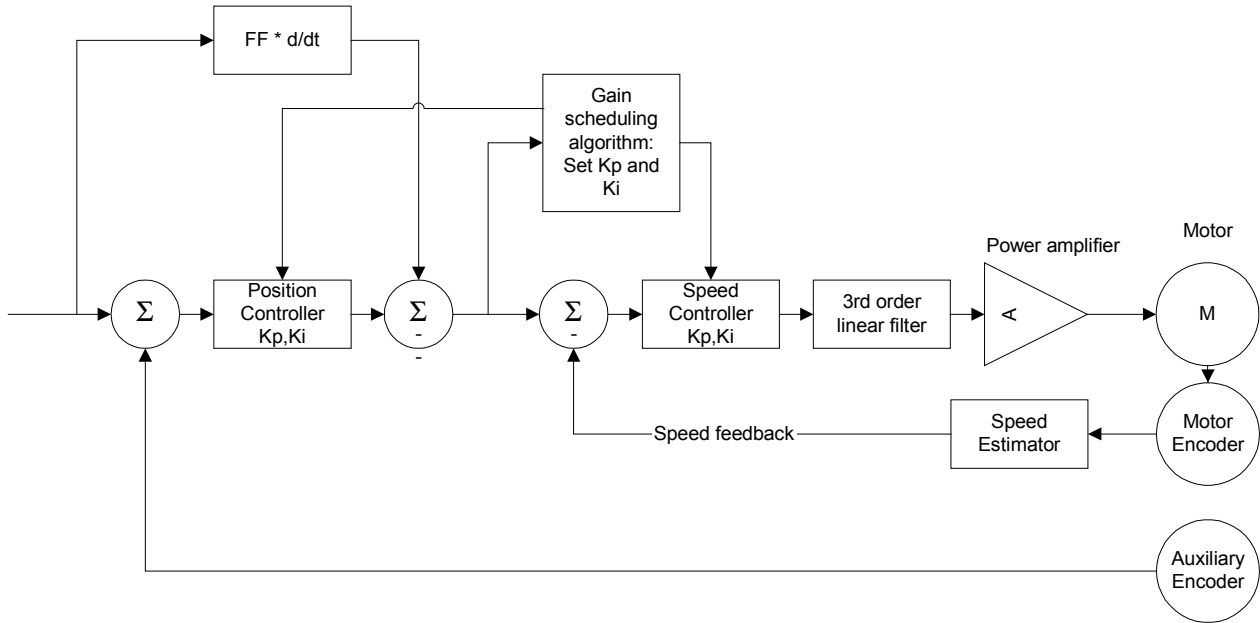 FF * d/dt
Gain
scheduling
algorithm:
Set Kp and
Ki
Power amplifier
Motor
Σ
Position
Controller
Kp,Ki
Σ
-
-
Σ
-
Speed
Controller
Kp,Ki
3rd order
linear filter
A
M
Speed feedback
Speed
Estimator
Motor
Encoder
Auxiliary
Encoder